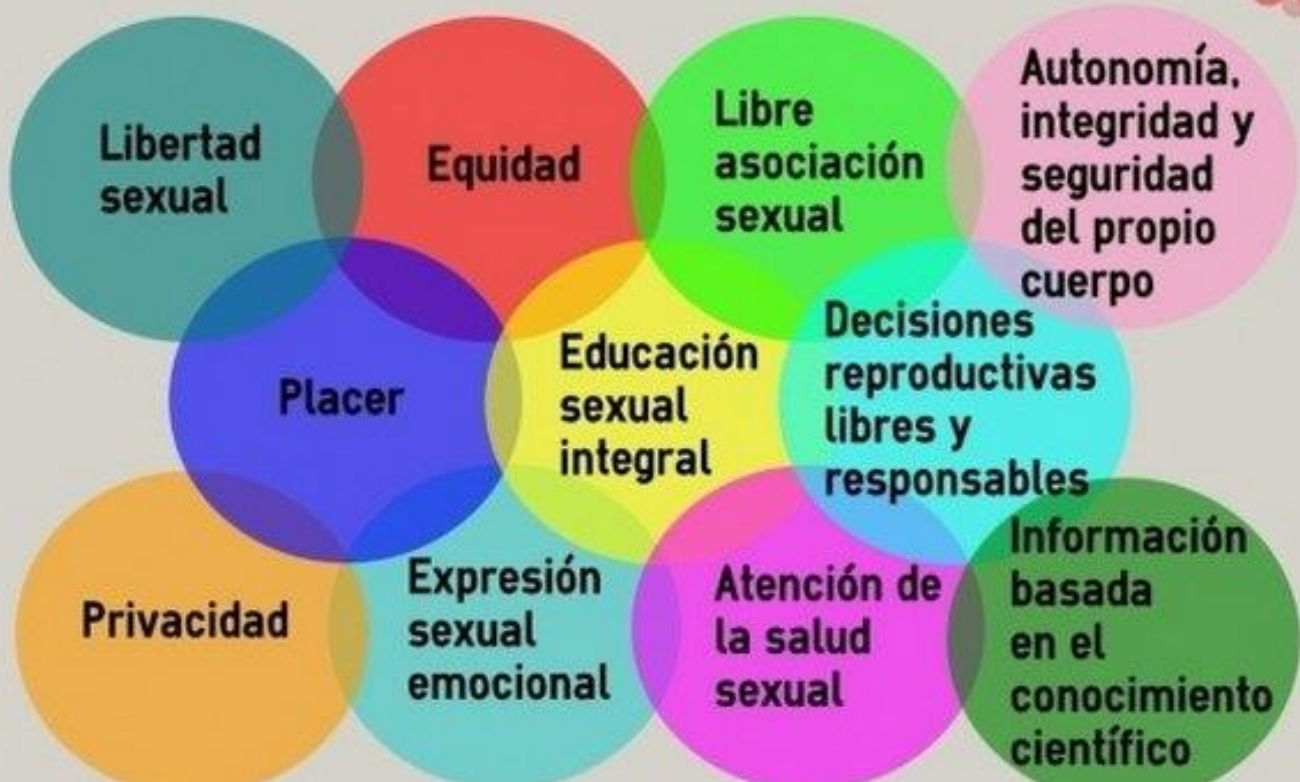 Libertad
sexual
Equidad
Libre
asociación
sexual
Autonomía,
integridad y
seguridad
del propio
cuerpo
Placer
Educación
sexual
integral
Decisiones
reproductivas
libres y
responsables
Privacidad
Expresión
sexual
emocional
Atención de
la salud
sexual
Información
basada
en el
conocimiento
científico